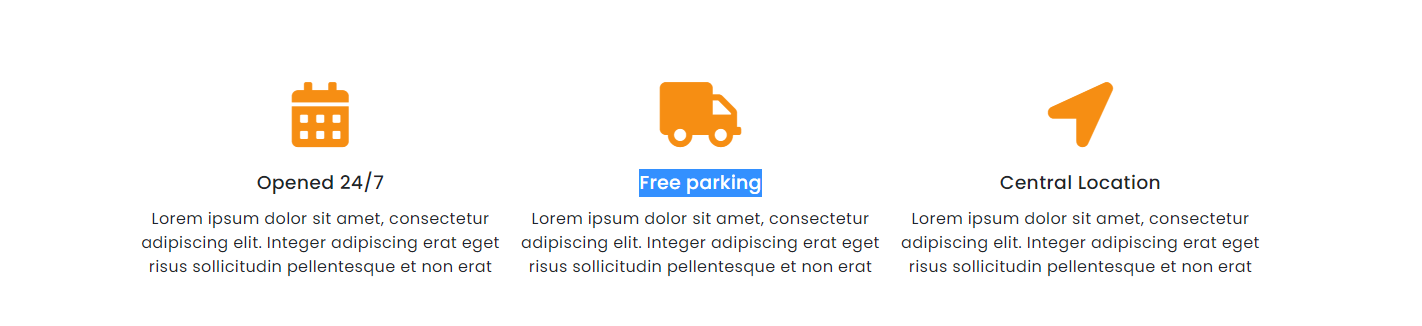 Opened 24/7
Lorem ipsum dolor sit amet, consectetur
adipiscing elit. Integer adipiscing erat eget
risus sollicitudin pellentesque et non erat
Free parking
Lorem ipsum dolor sit amet, consectetur
adipiscing elit. Integer adipiscing erat eget
risus sollicitudin pellentesque et non erat
Central Location
Lorem ipsum dolor sit amet, consectetur
adipiscing elit. Integer adipiscing erat eget
risus sollicitudin pellentesque et non erat